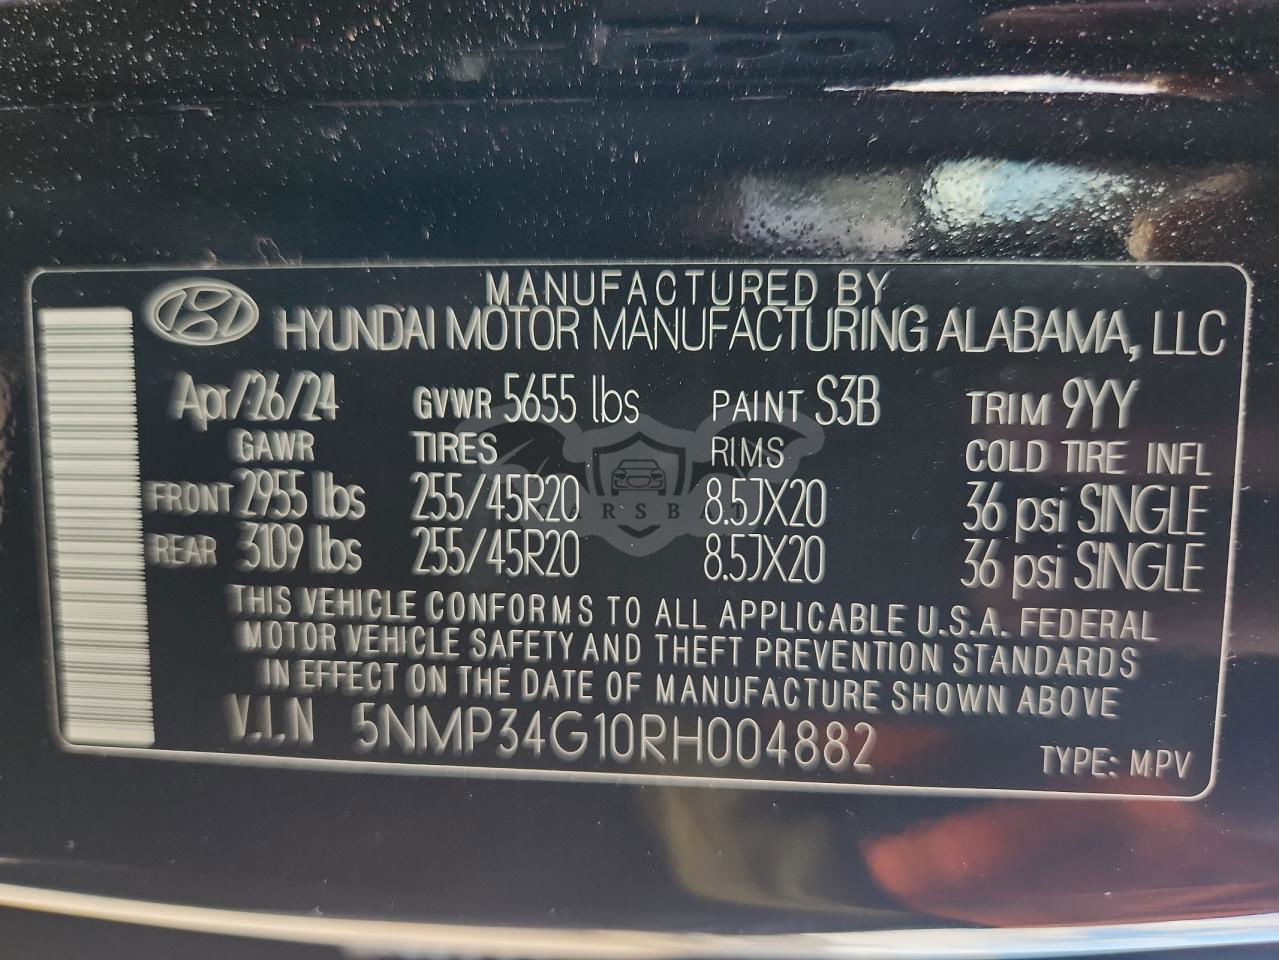 MANUFACTURED BY
HYUNDAI MOTOR MANUFACTURING ALABAMA, LLC
Apr/26/24 GVWR 5655 lbs PAINT S3B TRIM 9YY
GAWR TIRES RIMS COLD TIRE INFL
FRONT 2955 lbs 255/45R20 8.5JX20 36 psi SINGLE
CARSBAT
REAR 3109 lbs 255/45R20 8.5JX20 36 psi SINGLE
THIS VEHICLE CONFORMS TO ALL APPLICABLE U.S.A. FEDERAL
MOTOR VEHICLE SAFETY AND THEFT PREVENTION STANDARDS
IN EFFECT ON THE DATE OF MANUFACTURE SHOWN ABOVE
V.I.N 5NMP34G10RH004882 TYPE: MPV